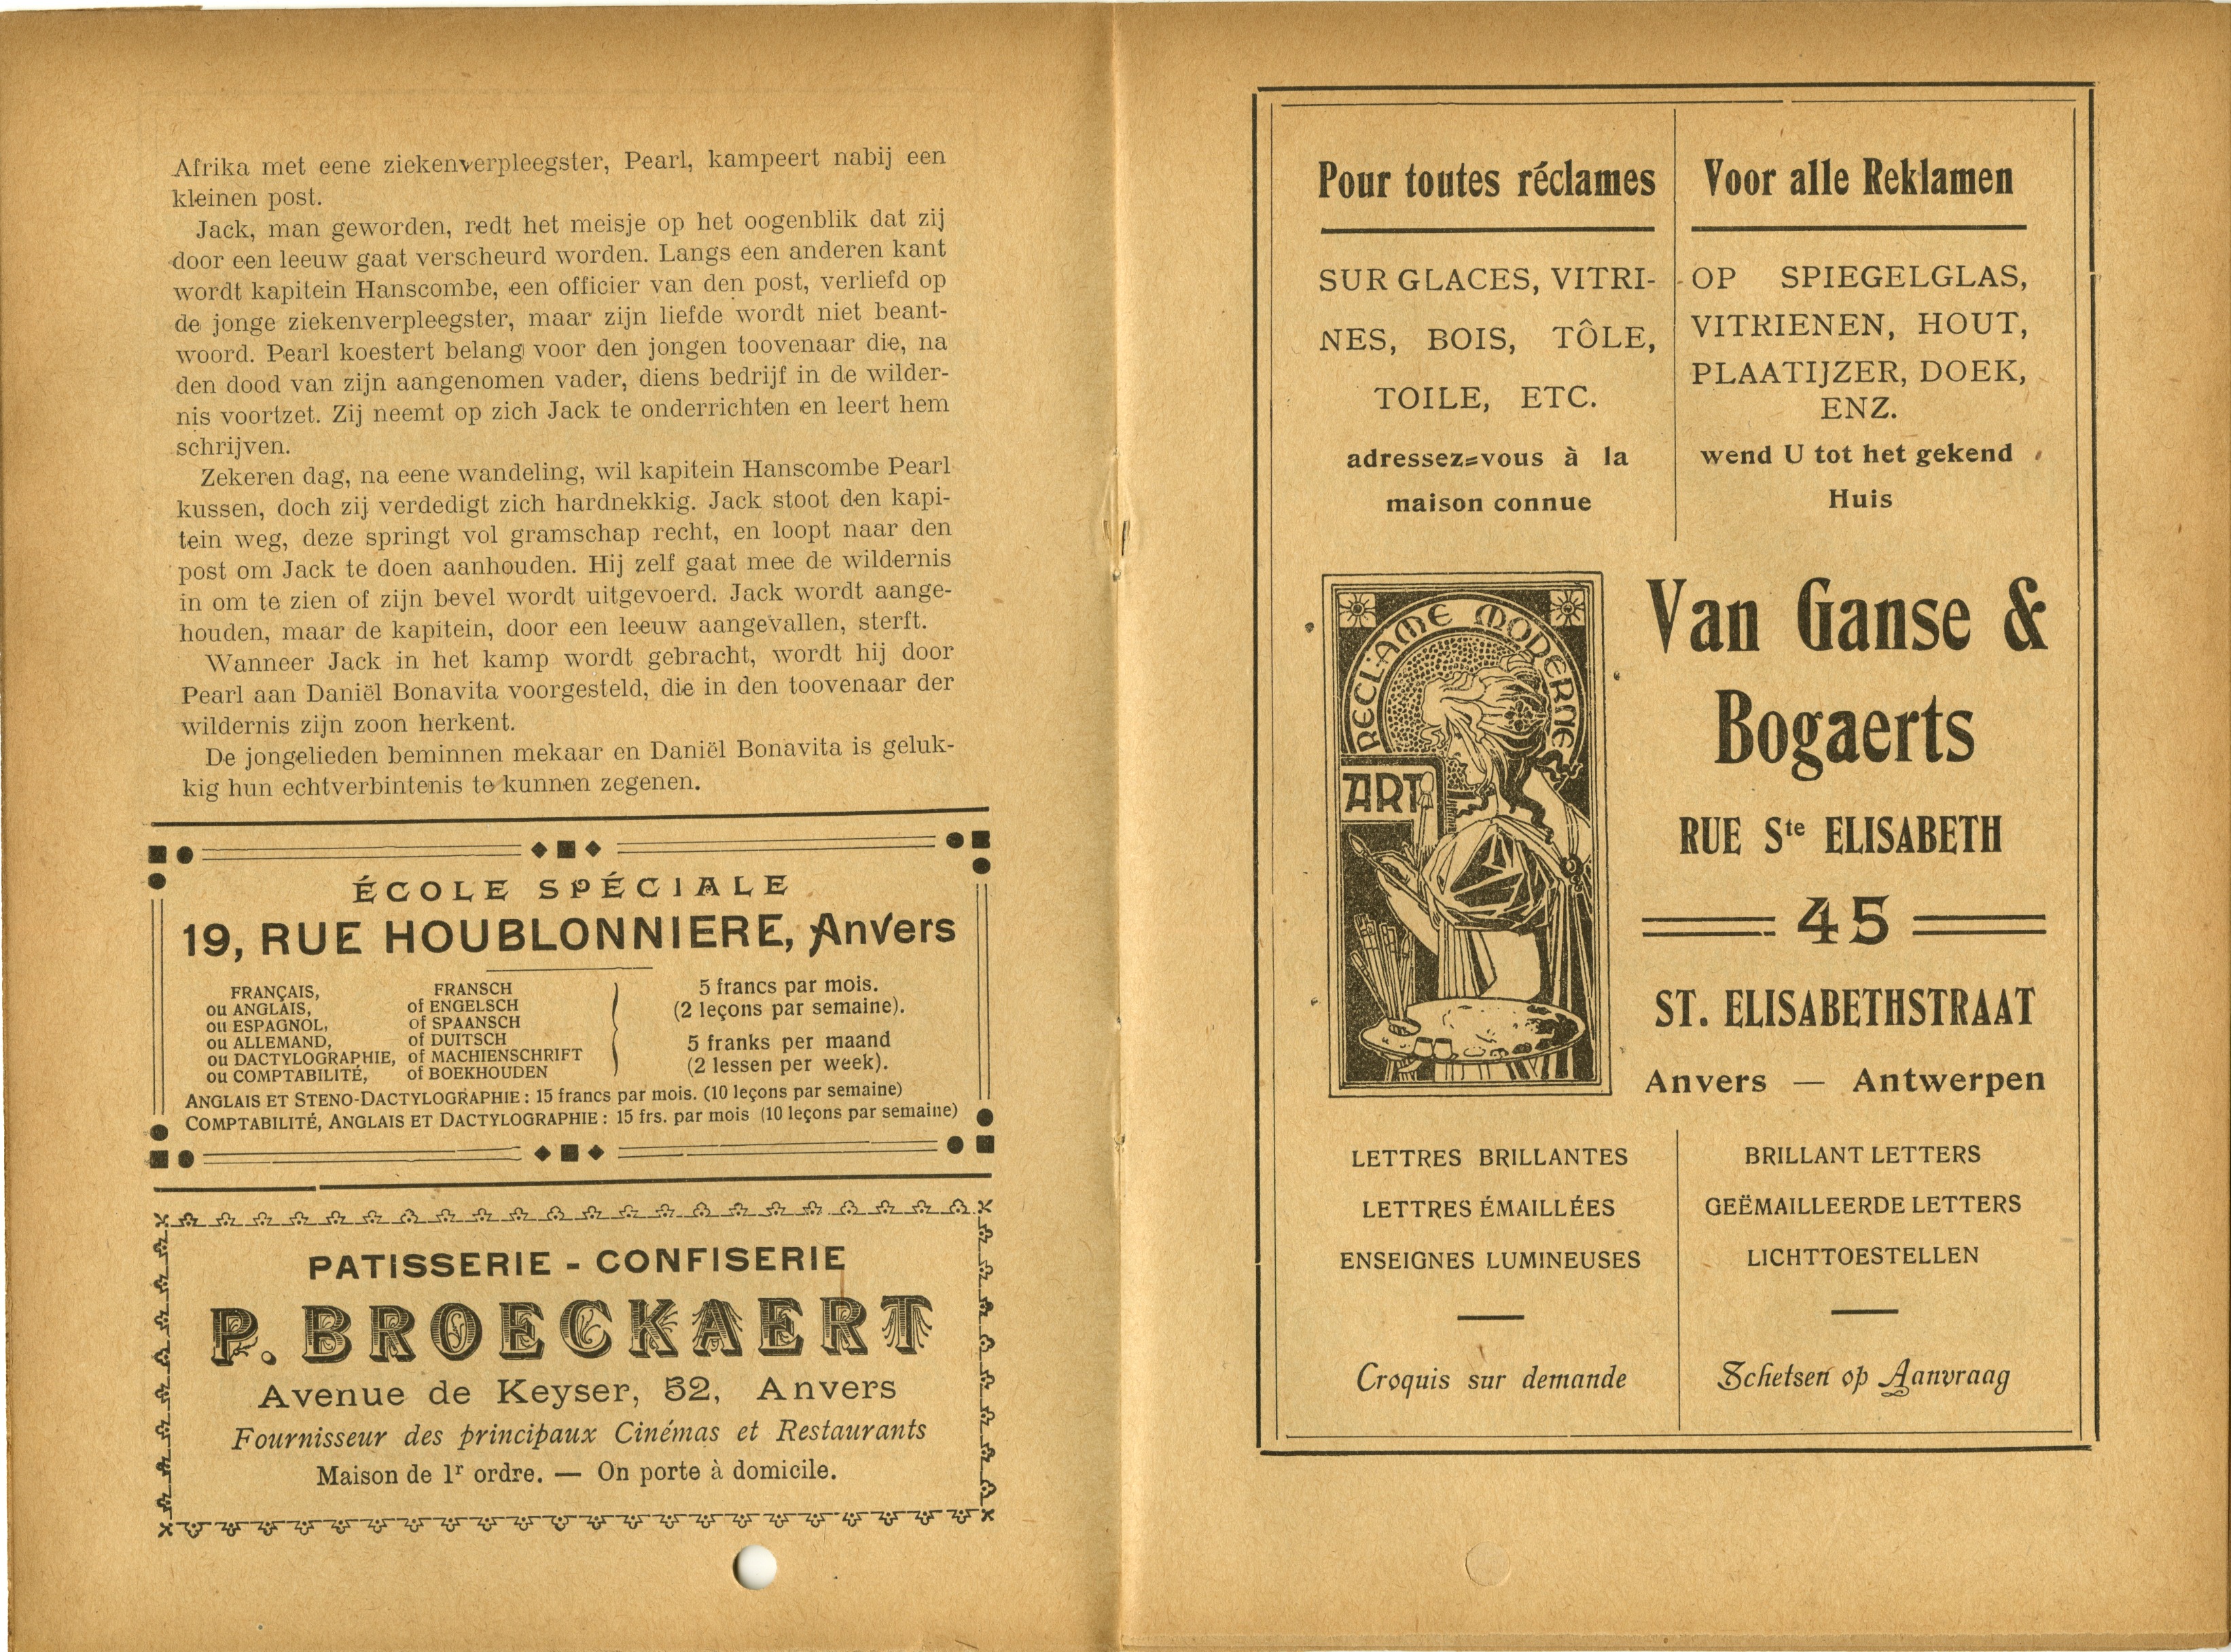 Afrika met eene ziekenverpleegster, Pearl, kampeert nabij een
kleinen post.
Jack, man geworden, redt het meisje op het oogenblik dat zij
door een leeuw gaat verscheurd worden. Langs een anderen kant
wordt kapitein Hanscombe, een officier van den post, verliefd op
de jonge ziekenverpleegster, maar zijn liefde wordt niet beant-
woord. Pearl koestert belang voor den jongen toovenaar die, na
den dood van zijn aangenomen vader, diens bedrijf in de wilder-
nis voortzet. Zij neemt op zich Jack te onderrichten en leert hem
schrijven.
Zekeren dag, na eene wandeling, wil kapitein Hanscombe Pearl
kussen, doch zij verdedigt zich hardnekkig. Jack stoot den kapi-
tein weg, deze springt vol gramschap recht, en loopt naar den
post om Jack te doen aanhouden. Hij zelf gaat mee de wildernis
in om te zien of zijn bevel wordt uitgevoerd. Jack wordt aange-
houden, maar de kapitein, door een leeuw aangevallen, sterft.
Wanneer Jack in het kamp wordt gebracht, wordt hij door
Pearl aan Daniël Bonavita voorgesteld, die in den toovenaar der
wildernis zijn zoon herkent.
De jongelieden beminnen mekaar en Daniël Bonavita is geluk-
kig hun echtverbintenis te kunnen zegenen.
ÉCOLE SPÉCIALE
19, RUE HOUBLONNIERE, Anvers
FRANÇAIS, FRANSCH
ou ANGLAIS, of ENGELSCH
ou ESPAGNOL, of SPAANSCH
ou ALLEMAND, of DUITSCH
ou DACTYLOGRAPHIE, of MACHIENSCHRIFT
ou COMPTABILITÉ, of BOEKHOUDEN
5 francs par mois.
(2 leçons par semaine).
5 franks per maand
(2 lessen per week).
ANGLAIS ET STENO-DACTYLOGRAPHIE : 15 francs par mois. (10 leçons par semaine)
COMPTABILITÉ, ANGLAIS ET DACTYLOGRAPHIE : 15 frs. par mois (10 leçons par semaine)
PATISSERIE - CONFISERIE
P. BROECKAERT
Avenue de Keyser, 52, Anvers
Fournisseur des principaux Cinémas et Restaurants
Maison de 1r ordre. — On porte à domicile.
Pour toutes réclames
SUR GLACES, VITRI-
NES, BOIS, TÔLE,
TOILE, ETC.
adressez=vous à la
maison connue
Voor alle Reklamen
OP SPIEGELGLAS,
VITRIENEN, HOUT,
PLAATIJZER, DOEK,
ENZ.
wend U tot het gekend
Huis
RECLAME MODERNE
ART
Van Ganse &
Bogaerts
RUE Ste ELISABETH
45
ST. ELISABETHSTRAAT
Anvers — Antwerpen
LETTRES BRILLANTES
LETTRES ÉMAILLÉES
ENSEIGNES LUMINEUSES
Croquis sur demande
BRILLANT LETTERS
GEËMAILLEERDE LETTERS
LICHTTOESTELLEN
Schetsen op Aanvraag